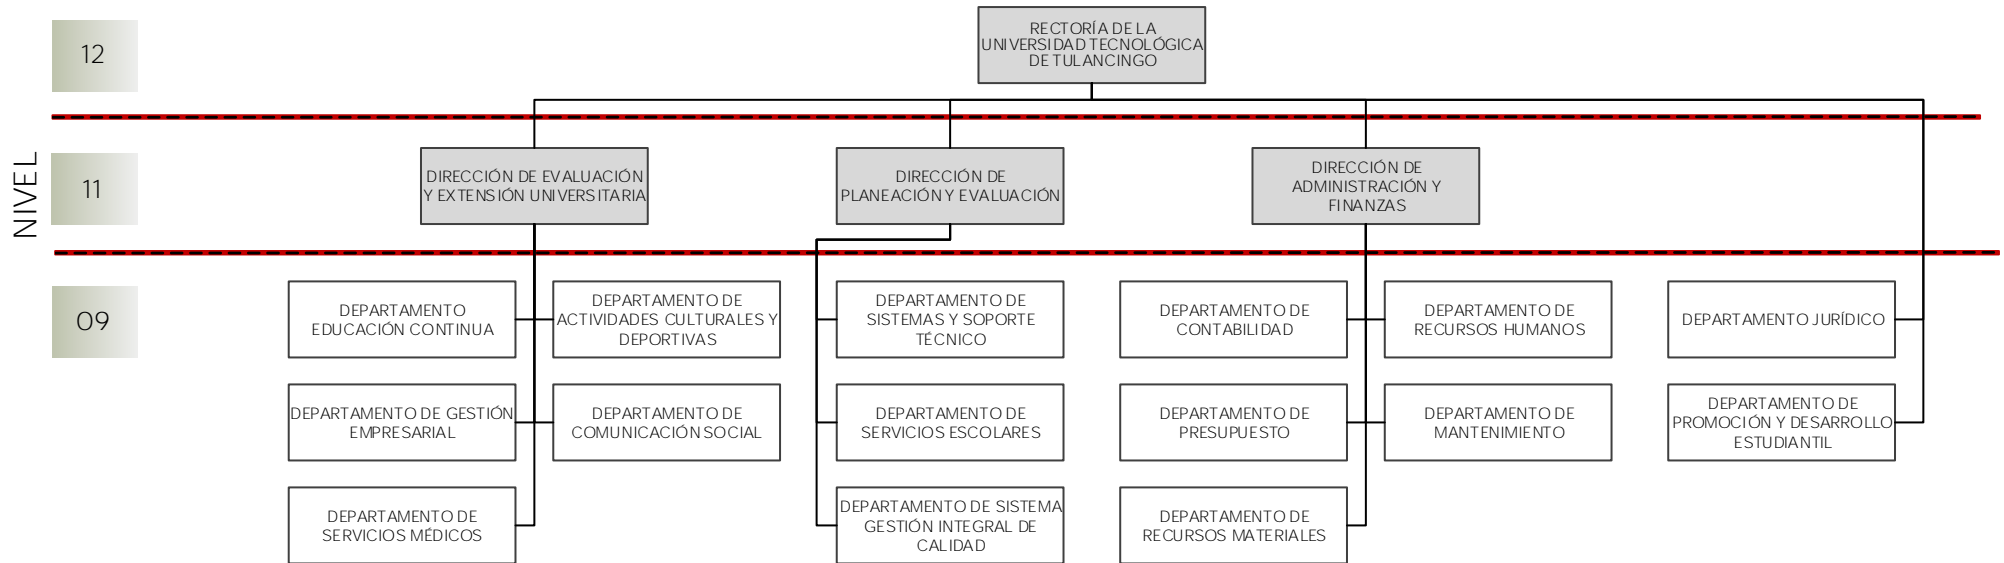 12
RECTORÍA DE LA
UNIVERSIDAD TECNOLÓGICA
DE TULANCINGO
NIVEL
11
DIRECCIÓN DE EVALUACIÓN
Y EXTENSIÓN UNIVERSITARIA
DIRECCIÓN DE
PLANEACIÓN Y EVALUACIÓN
DIRECCIÓN DE
ADMINISTRACIÓN Y
FINANZAS
09
DEPARTAMENTO
EDUCACIÓN CONTINUA
DEPARTAMENTO DE
ACTIVIDADES CULTURALES Y
DEPORTIVAS
DEPARTAMENTO DE
SISTEMAS Y SOPORTE
TÉCNICO
DEPARTAMENTO DE
CONTABILIDAD
DEPARTAMENTO DE
RECURSOS HUMANOS
DEPARTAMENTO JURÍDICO
DEPARTAMENTO DE GESTIÓN
EMPRESARIAL
DEPARTAMENTO DE
COMUNICACIÓN SOCIAL
DEPARTAMENTO DE
SERVICIOS ESCOLARES
DEPARTAMENTO DE
PRESUPUESTO
DEPARTAMENTO DE
MANTENIMIENTO
DEPARTAMENTO DE
PROMOCIÓN Y DESARROLLO
ESTUDIANTIL
DEPARTAMENTO DE
SERVICIOS MÉDICOS
DEPARTAMENTO DE SISTEMA
GESTIÓN INTEGRAL DE
CALIDAD
DEPARTAMENTO DE
RECURSOS MATERIALES